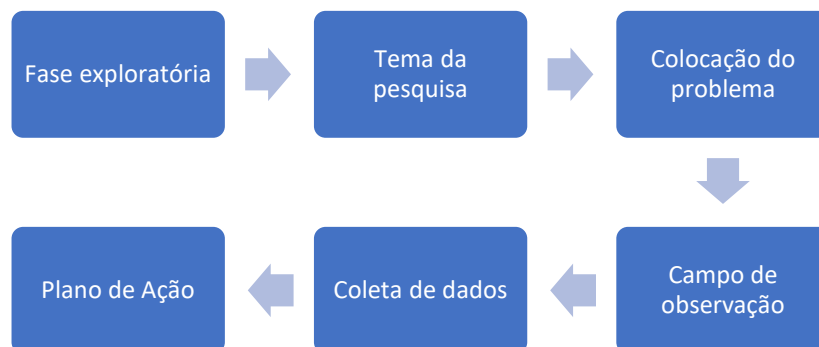 Fase exploratória
Tema da
pesquisa
Colocação do
problema
Campo de
observação
Coleta de dados
Plano de Ação